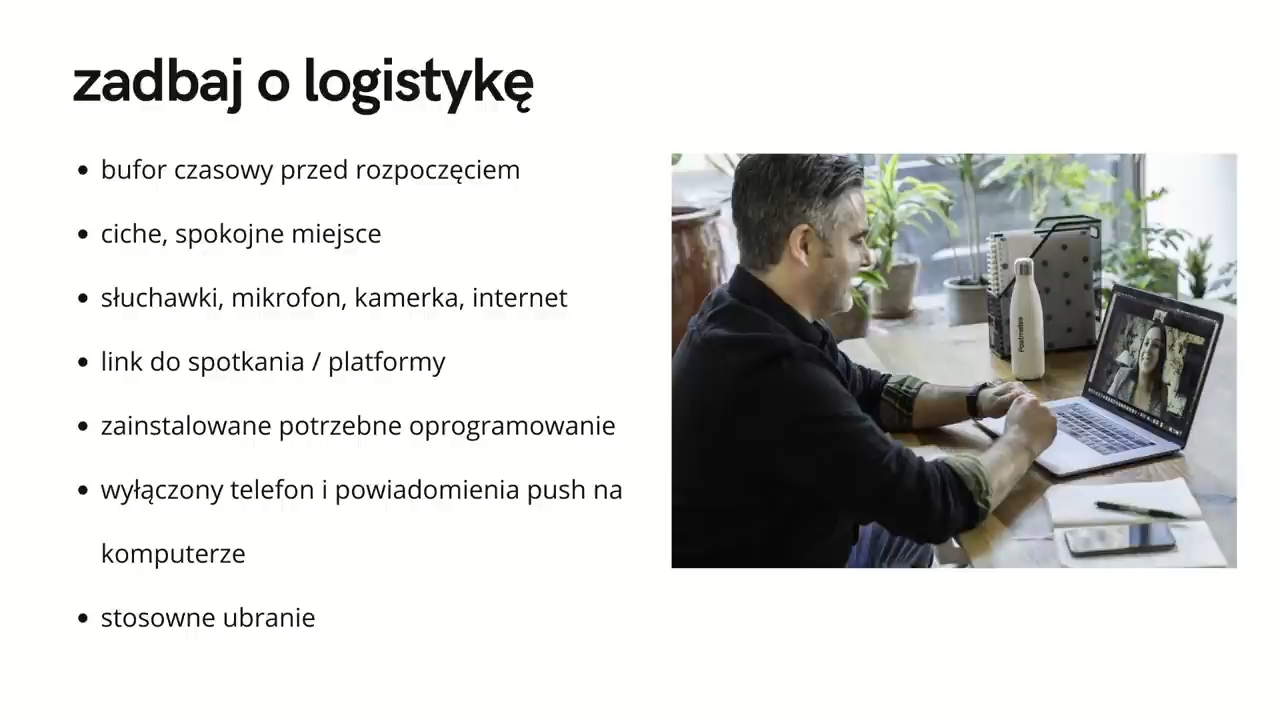 zadbaj o logistykę
• bufor czasowy przed rozpoczęciem
• ciche, spokojne miejsce
• słuchawki, mikrofon, kamerka, internet
• link do spotkania / platformy
• zainstalowane potrzebne oprogramowanie
• wyłączony telefon i powiadomienia push na
komputerze
• stosowne ubranie
Postmates